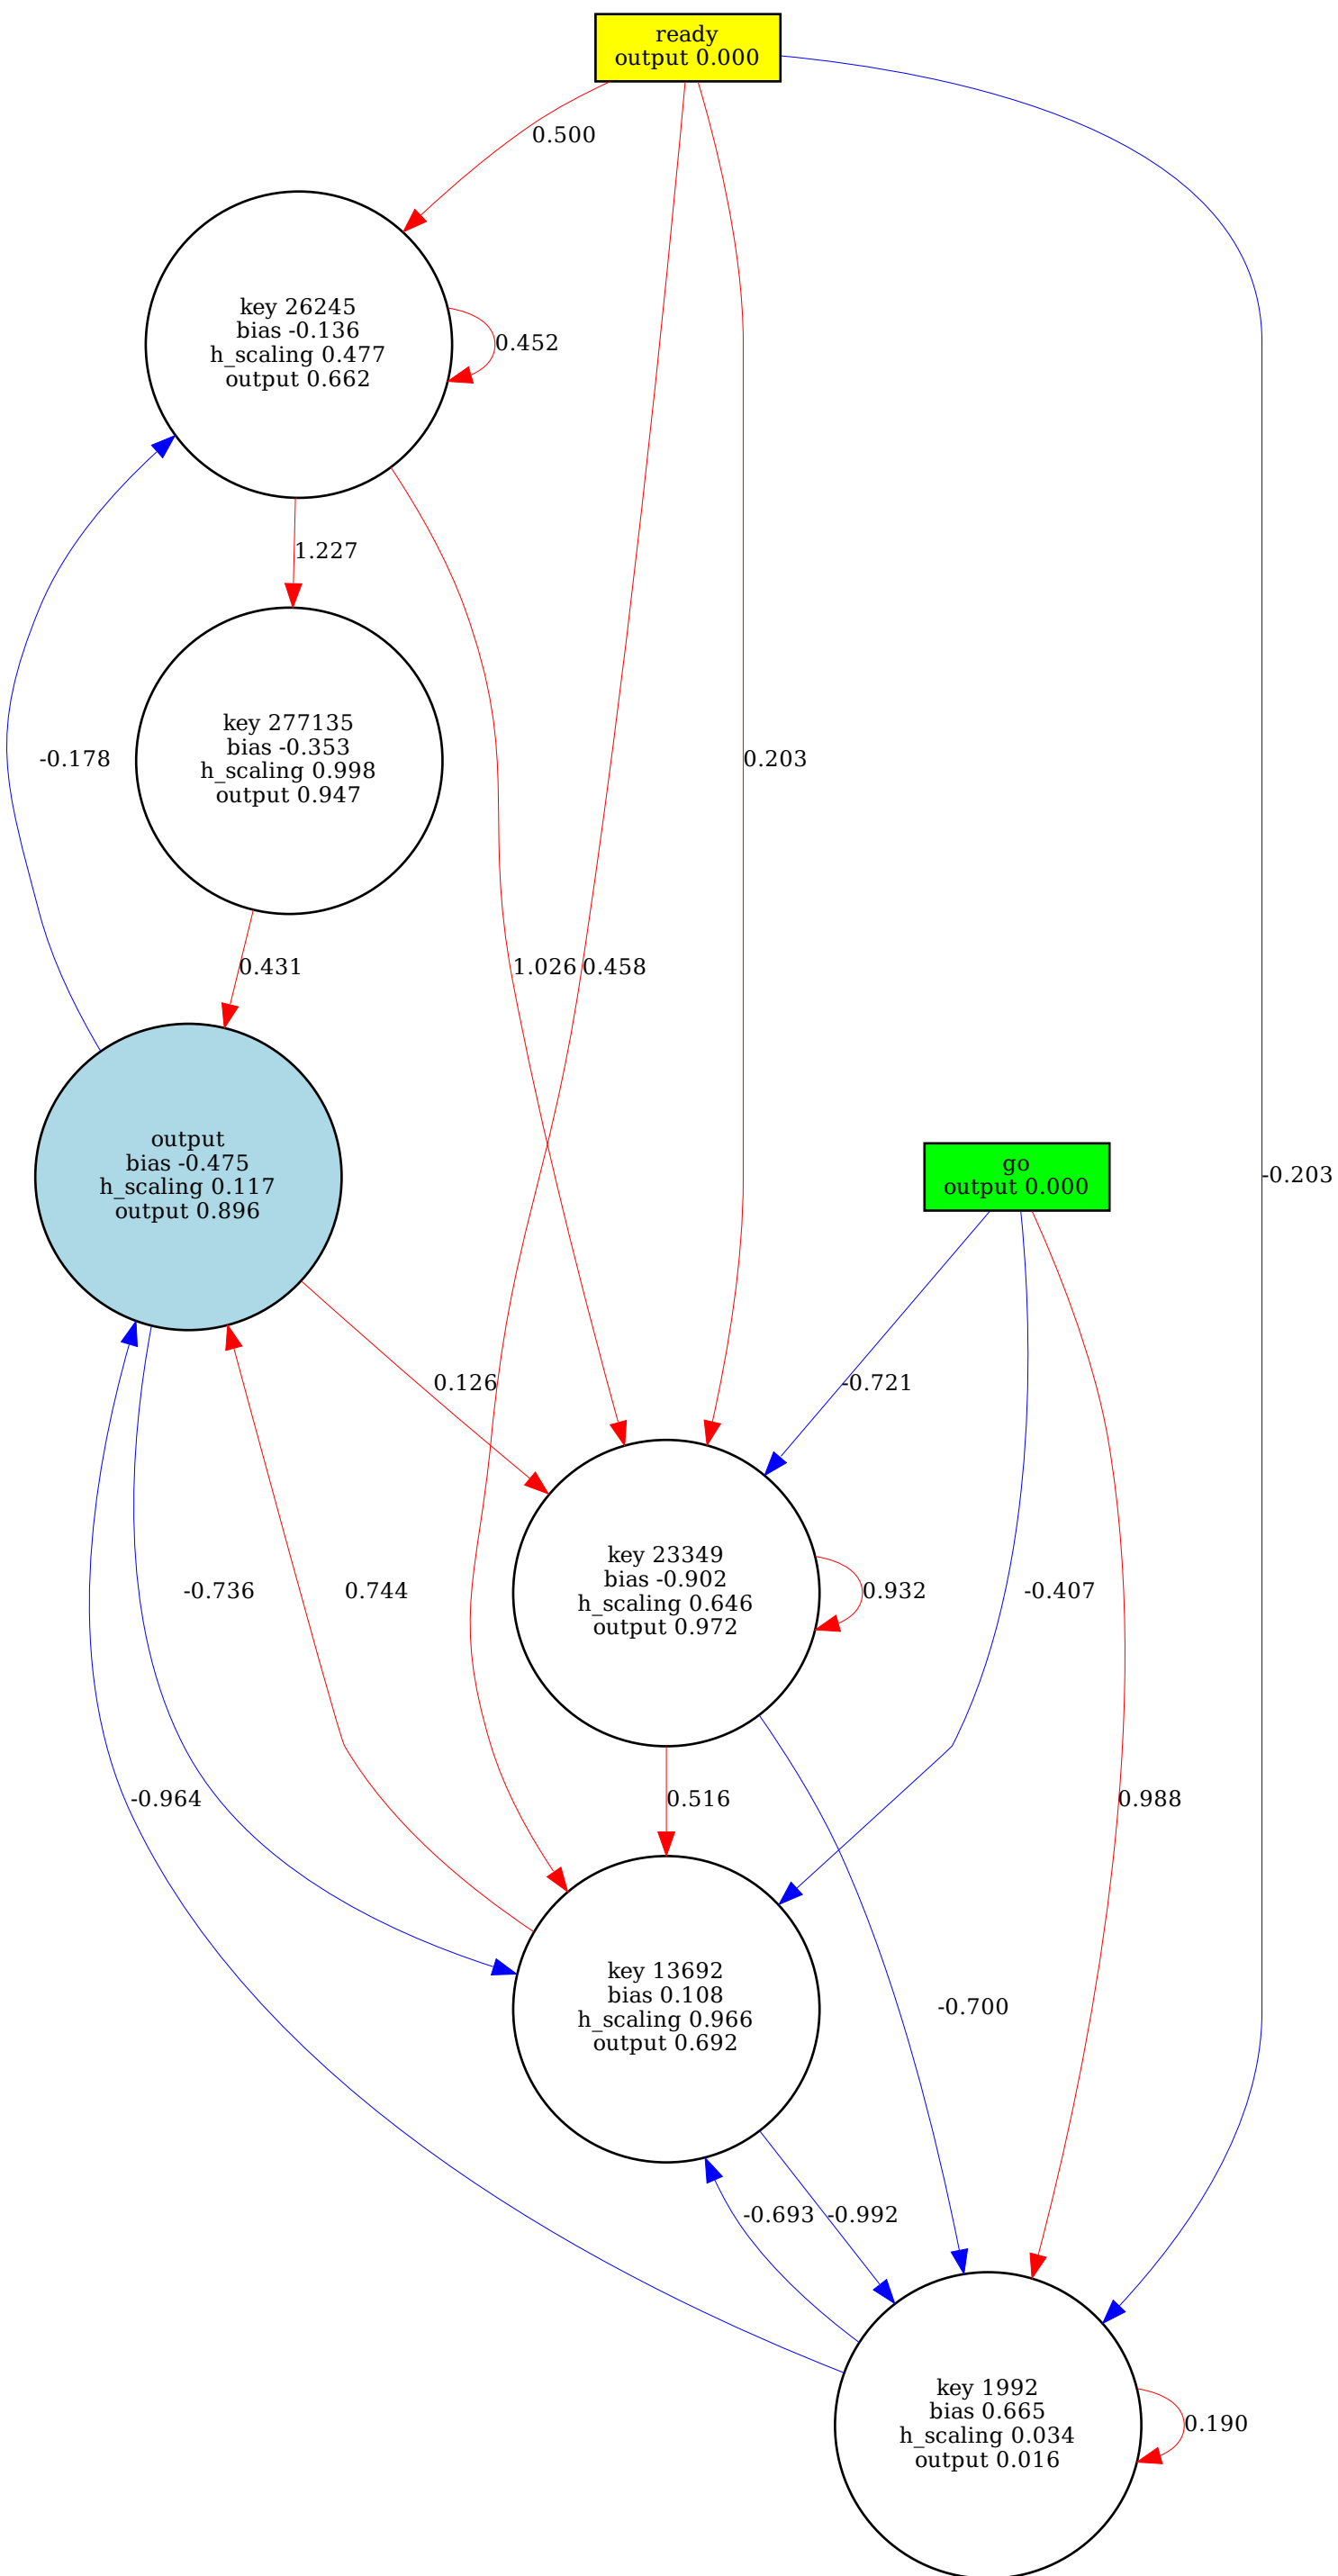 ready
output 0.000
0.500
key 26245
bias -0.136
h_scaling 0.477
output 0.662
0.452
1.227
key 277135
bias -0.353
h_scaling 0.998
output 0.947
-0.178
0.203
0.431
1.026
0.458
output
bias -0.475
h_scaling 0.117
output 0.896
go
output 0.000
-0.203
0.126
-0.721
key 23349
bias -0.902
h_scaling 0.646
output 0.972
-0.736
0.744
0.932
-0.407
-0.964
0.516
0.988
key 13692
bias 0.108
h_scaling 0.966
output 0.692
-0.700
-0.693
-0.992
key 1992
bias 0.665
h_scaling 0.034
output 0.016
0.190